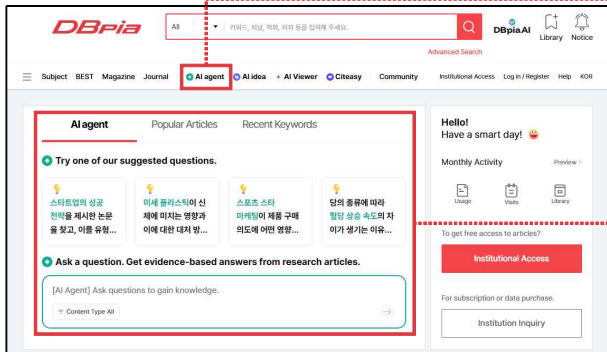 DBpia
All
키워드, 저널, 학회, 저자 등을 입력해 주세요.
DBpia AI
Library
Notice
Advanced Search
Subject BEST Magazine Journal AI agent AI idea + AI Viewer Citeasy Community Institutional Access Log in / Register Help KOR
AI agent Popular Articles Recent Keywords
Try one of our suggested questions.
스타트업의 성공
전략을 제시한 논문
을 찾고, 이를 유형...
미세 플라스틱이 신
체에 미치는 영향과
이에 대한 대처 방...
스포츠 스타
마케팅이 제품 구매
의도에 어떤 영향...
당의 종류에 따라
혈당 상승 속도의 차
이가 생기는 이유...
Ask a question. Get evidence-based answers from research articles.
[AI Agent] Ask questions to gain knowledge.
Content Type All
Hello!
Have a smart day!
Monthly Activity
Preview >
Usage
Visits
Library
To get free access to articles?
Institutional Access
For subscription or data purchase.
Institution Inquiry